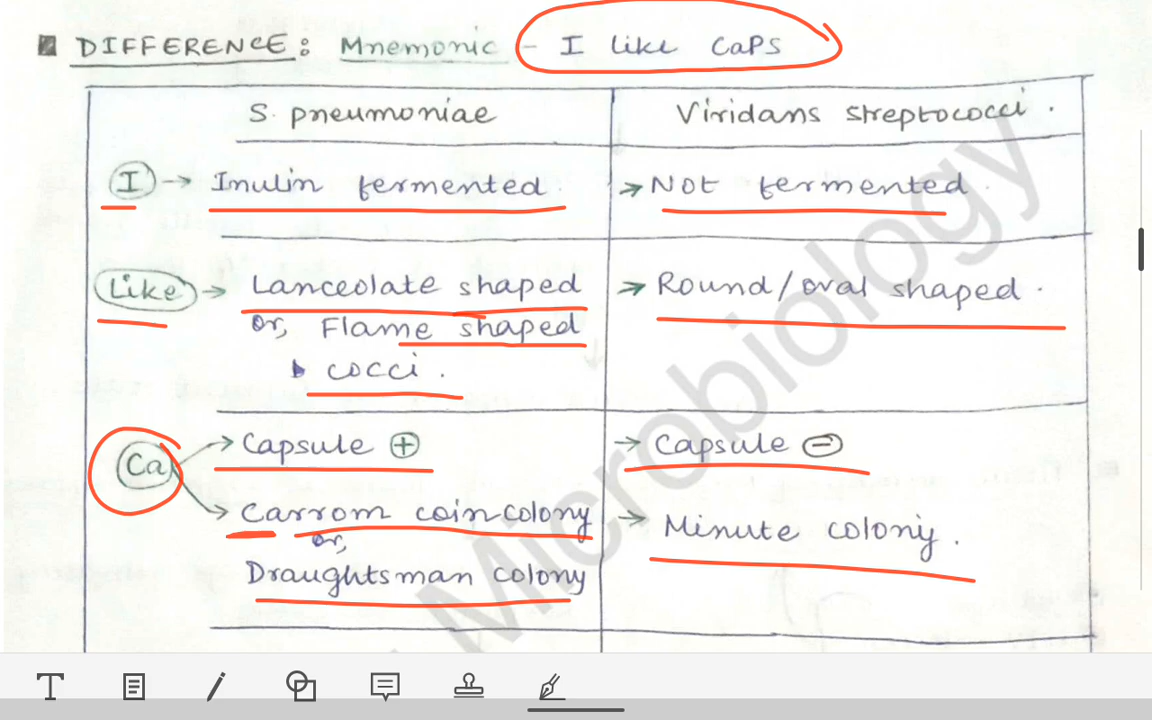 DIFFERENCE: Mnemonic - I like CaPS
S. pneumoniae
Viridans streptococci.
I → Inulin fermented.
→ Not fermented.
Like → Lanceolate shaped
or, Flame shaped
cocci.
→ Round/oval shaped.
Ca → Capsule ⊕
→ Capsule ⊖
→ Carrom coin colony
or,
Draughtsman colony
→ Minute colony.
Microbiology
T